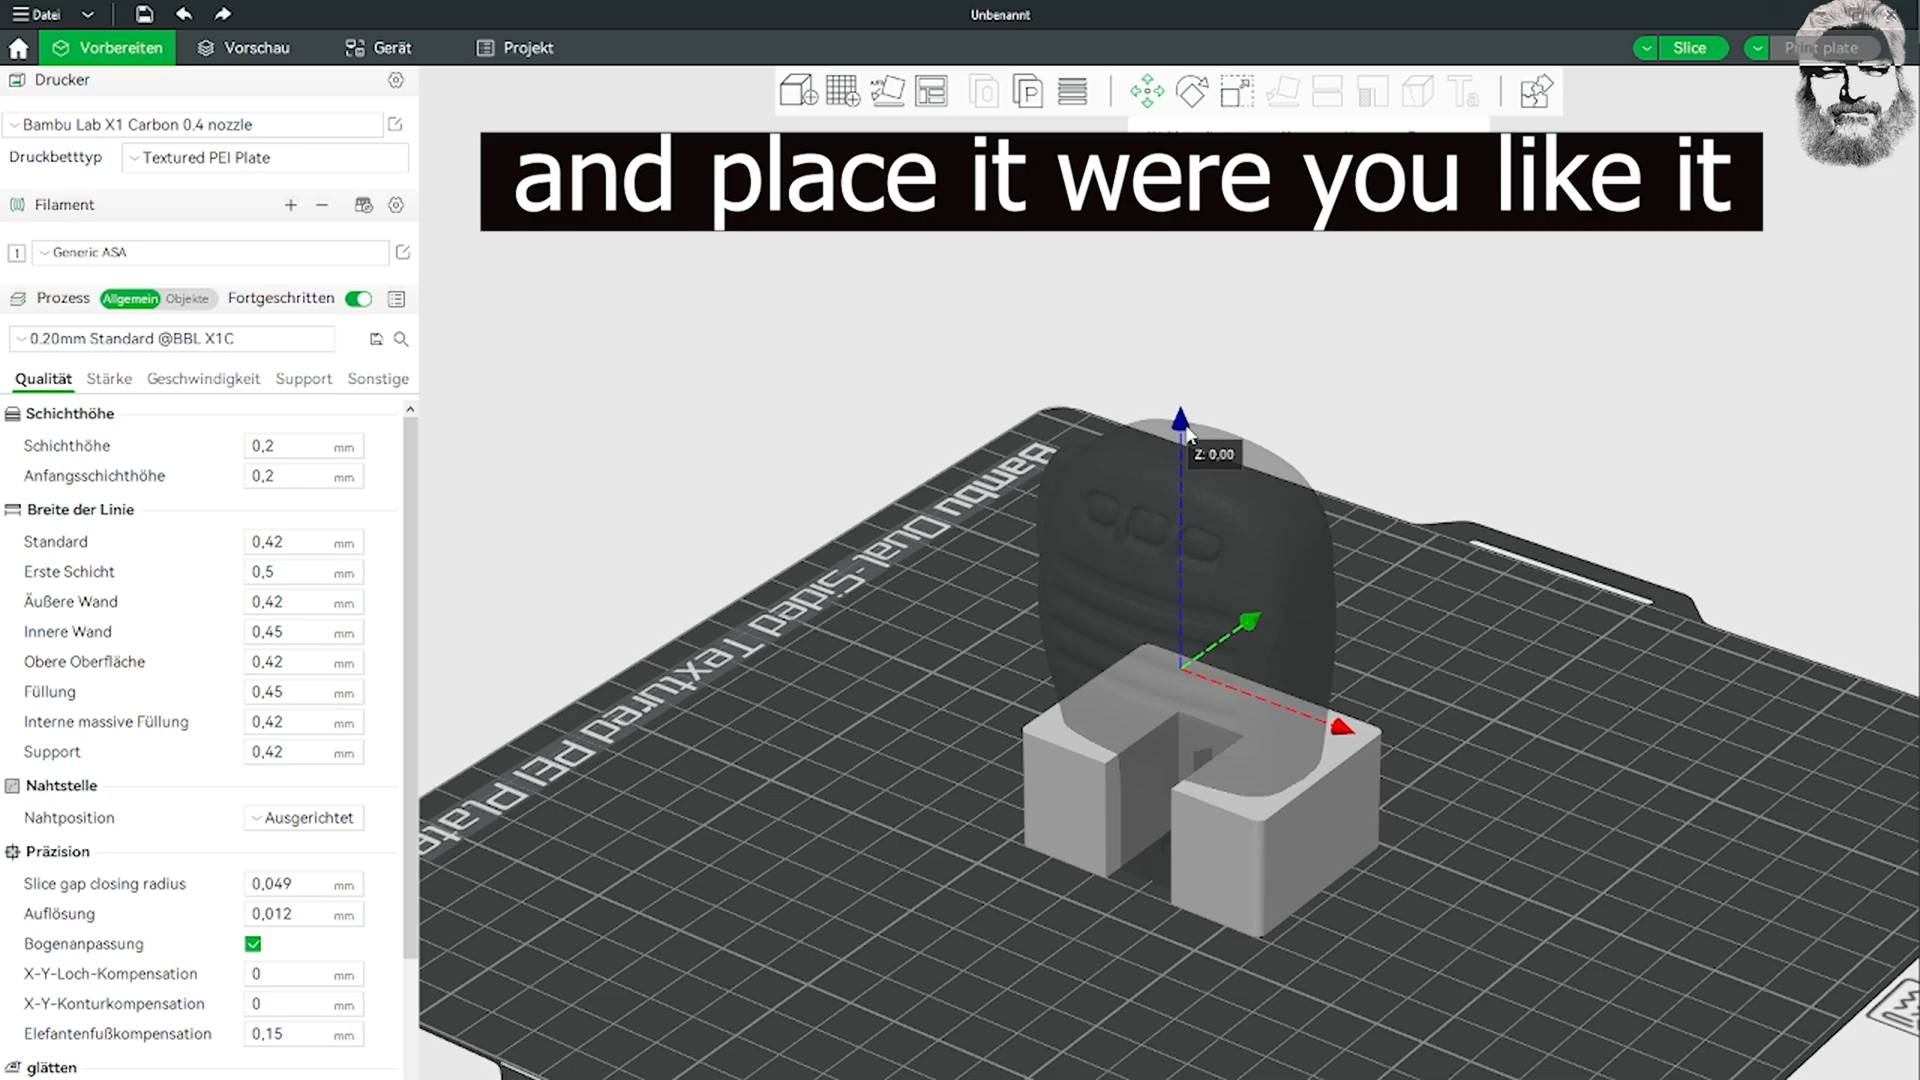 Datei
Unbenannt
Vorbereiten
Vorschau
Gerät
Projekt
Slice
Print plate
Drucker
Bambu Lab X1 Carbon 0.4 nozzle
Druckbetttyp
Textured PEI Plate
Filament
1
Generic ASA
Prozess
Allgemein
Objekte
Fortgeschritten
0.20mm Standard @BBL X1C
Qualität
Stärke
Geschwindigkeit
Support
Sonstige
Schichthöhe
Schichthöhe 0,2 mm
Anfangsschichthöhe 0,2 mm
Breite der Linie
Standard 0,42 mm
Erste Schicht 0,5 mm
Äußere Wand 0,42 mm
Innere Wand 0,45 mm
Obere Oberfläche 0,42 mm
Füllung 0,45 mm
Interne massive Füllung 0,42 mm
Support 0,42 mm
Nahtstelle
Nahtposition Ausgerichtet
Präzision
Slice gap closing radius 0,049 mm
Auflösung 0,012 mm
Bogenanpassung
X-Y-Loch-Kompensation 0 mm
X-Y-Konturkompensation 0 mm
Elefantenfußkompensation 0,15 mm
glätten
and place it were you like it
Z: 0,00
Bambu Dual-Sided Textured PEI Plate